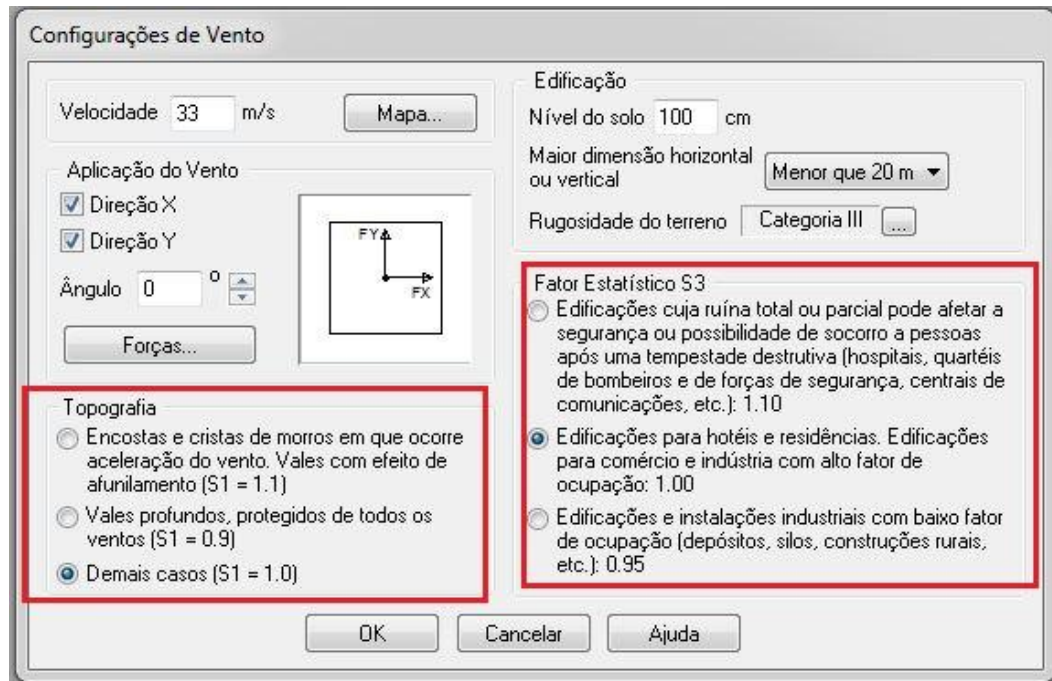 Configurações de Vento
Velocidade 33 m/s Mapa...
Aplicação do Vento
Direção X
Direção Y
Ângulo 0 º
Forças...
FY
FX
Topografia
Encostas e cristas de morros em que ocorre
aceleração do vento. Vales com efeito de
afunilamento (S1 = 1.1)
Vales profundos, protegidos de todos os
ventos (S1 = 0.9)
Demais casos (S1 = 1.0)
Edificação
Nível do solo 100 cm
Maior dimensão horizontal
ou vertical Menor que 20 m
Rugosidade do terreno Categoria III ...
Fator Estatístico S3
Edificações cuja ruína total ou parcial pode afetar a
segurança ou possibilidade de socorro a pessoas
após uma tempestade destrutiva (hospitais, quartéis
de bombeiros e de forças de segurança, centrais de
comunicações, etc.): 1.10
Edificações para hotéis e residências. Edificações
para comércio e indústria com alto fator de
ocupação: 1.00
Edificações e instalações industriais com baixo fator
de ocupação (depósitos, silos, construções rurais,
etc.): 0.95
OK Cancelar Ajuda